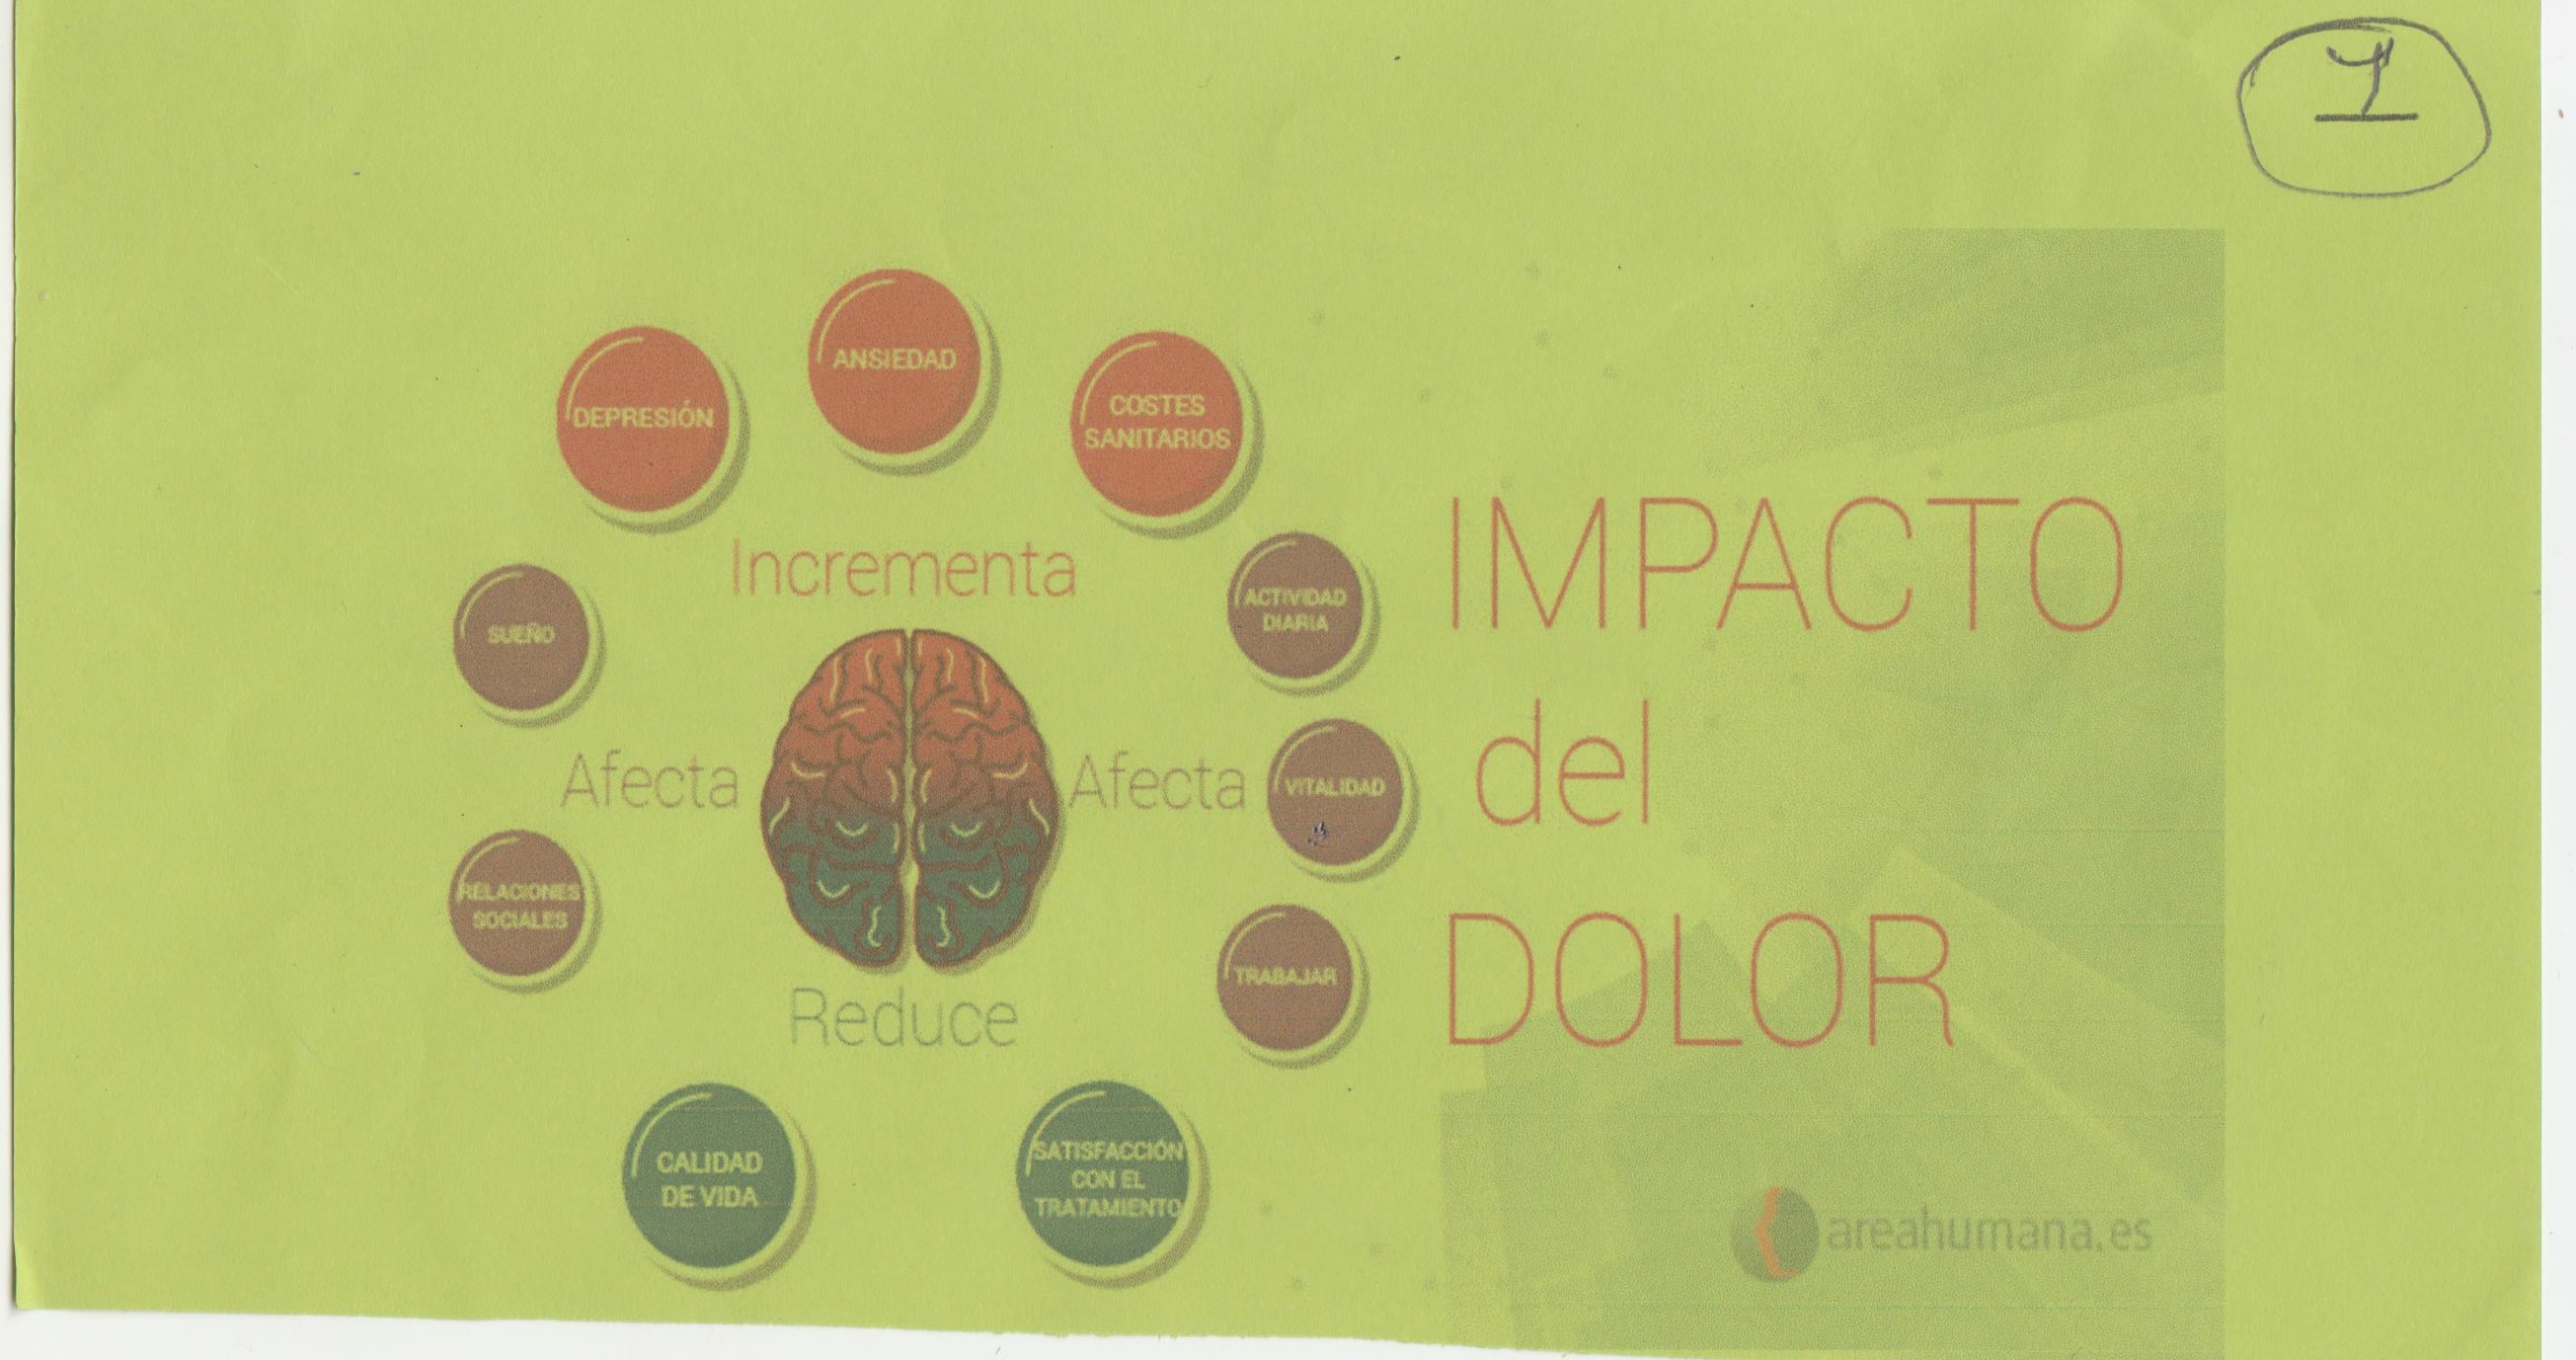 ANSIEDAD
DEPRESIÓN
COSTES
SANITARIOS
Incrementa
ACTIVIDAD
DIARIA
SUEÑO
Afecta
Afecta
VITALIDAD
RELACIONES
SOCIALES
TRABAJAR
Reduce
CALIDAD
DE VIDA
SATISFACCIÓN
CON EL
TRATAMIENTO
IMPACTO
del
DOLOR
areahumana.es